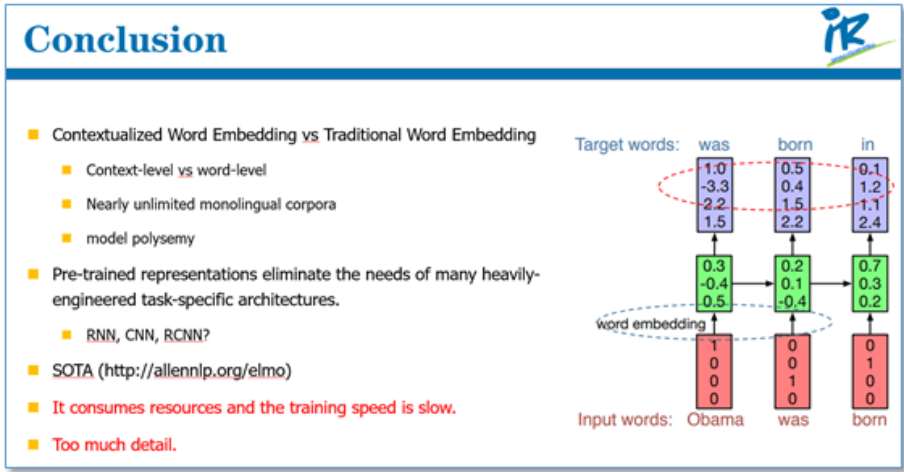 Conclusion
iR
Contextualized Word Embedding vs Traditional Word Embedding
Context-level vs word-level
Nearly unlimited monolingual corpora
model polysemy
Pre-trained representations eliminate the needs of many heavily-
engineered task-specific architectures.
RNN, CNN, RCNN?
SOTA (http://allennlp.org/elmo)
It consumes resources and the training speed is slow.
Too much detail.
Target words: was born in
1.0 0.5 0.1
-3.3 0.4 1.2
2.2 1.5 1.1
1.5 2.2 2.4
0.3 0.2 0.7
-0.4 0.1 0.3
0.5 -0.4 0.2
word embedding
1 0 0
0 0 1
0 1 0
0 0 0
Input words: Obama was born